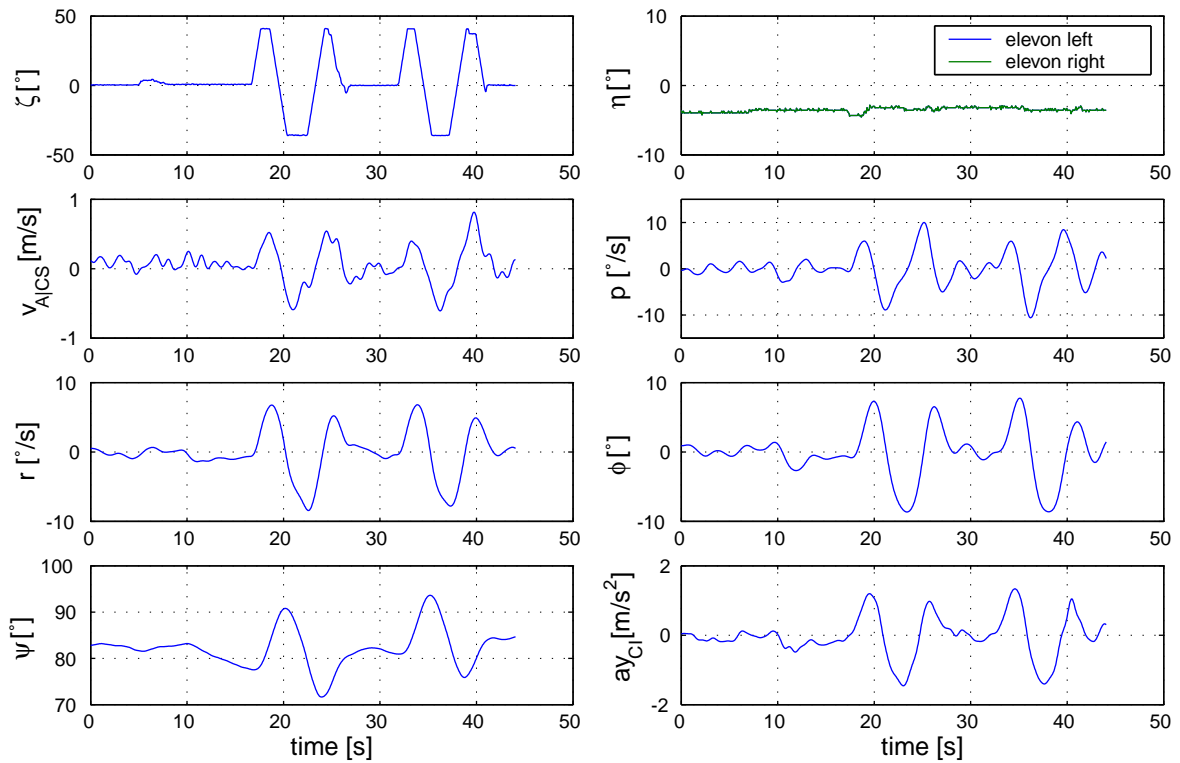 50
0
-50
ζ [°]
0 10 20 30 40 50
10
0
-10
η [°]
elevon left
elevon right
0 10 20 30 40 50
1
0
-1
v_A|CS [m/s]
0 10 20 30 40 50
10
0
-10
p [°/s]
0 10 20 30 40 50
10
0
-10
r [°/s]
0 10 20 30 40 50
10
0
-10
ϕ [°]
0 10 20 30 40 50
100
90
80
70
ψ [°]
0 10 20 30 40 50
time [s]
2
0
-2
ay_CI [m/s²]
0 10 20 30 40 50
time [s]